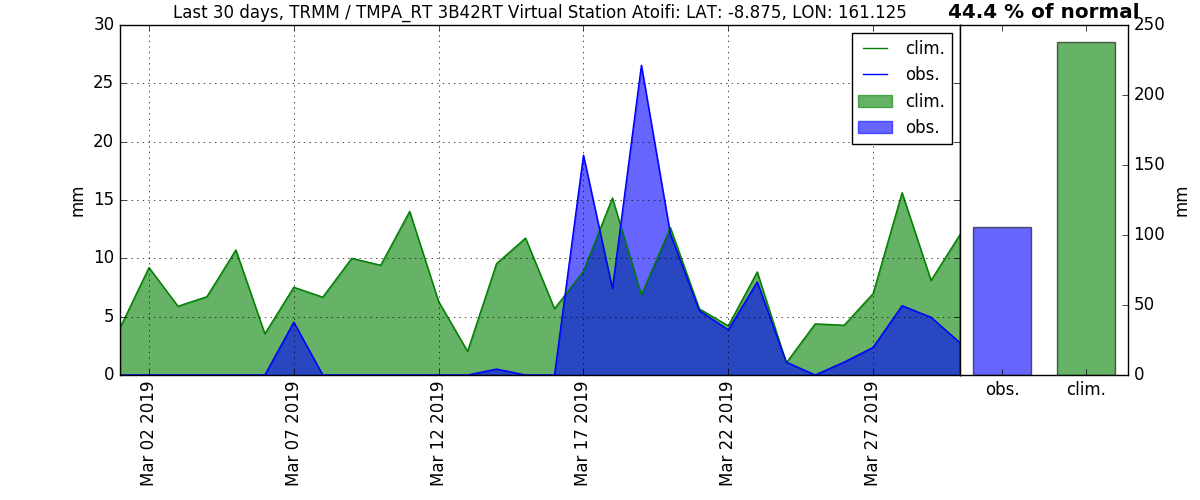 Last 30 days, TRMM / TMPA_RT 3B42RT Virtual Station Atoifi: LAT: -8.875, LON: 161.125
44.4 % of normal
30
25
20
15
10
5
0
mm
clim.
obs.
clim.
obs.
Mar 02 2019
Mar 07 2019
Mar 12 2019
Mar 17 2019
Mar 22 2019
Mar 27 2019
250
200
150
100
50
0
mm
obs.
clim.